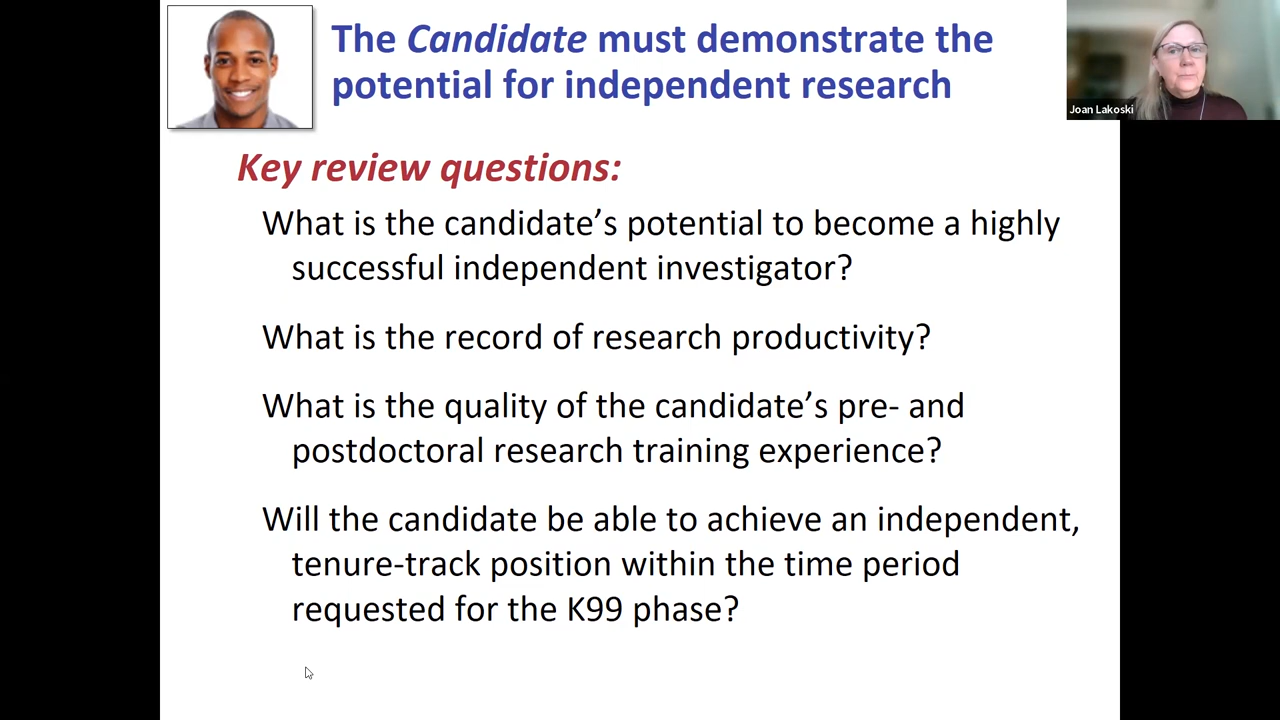 The Candidate must demonstrate the
potential for independent research
Joan Lakoski
Key review questions:
What is the candidate’s potential to become a highly
successful independent investigator?
What is the record of research productivity?
What is the quality of the candidate’s pre- and
postdoctoral research training experience?
Will the candidate be able to achieve an independent,
tenure-track position within the time period
requested for the K99 phase?